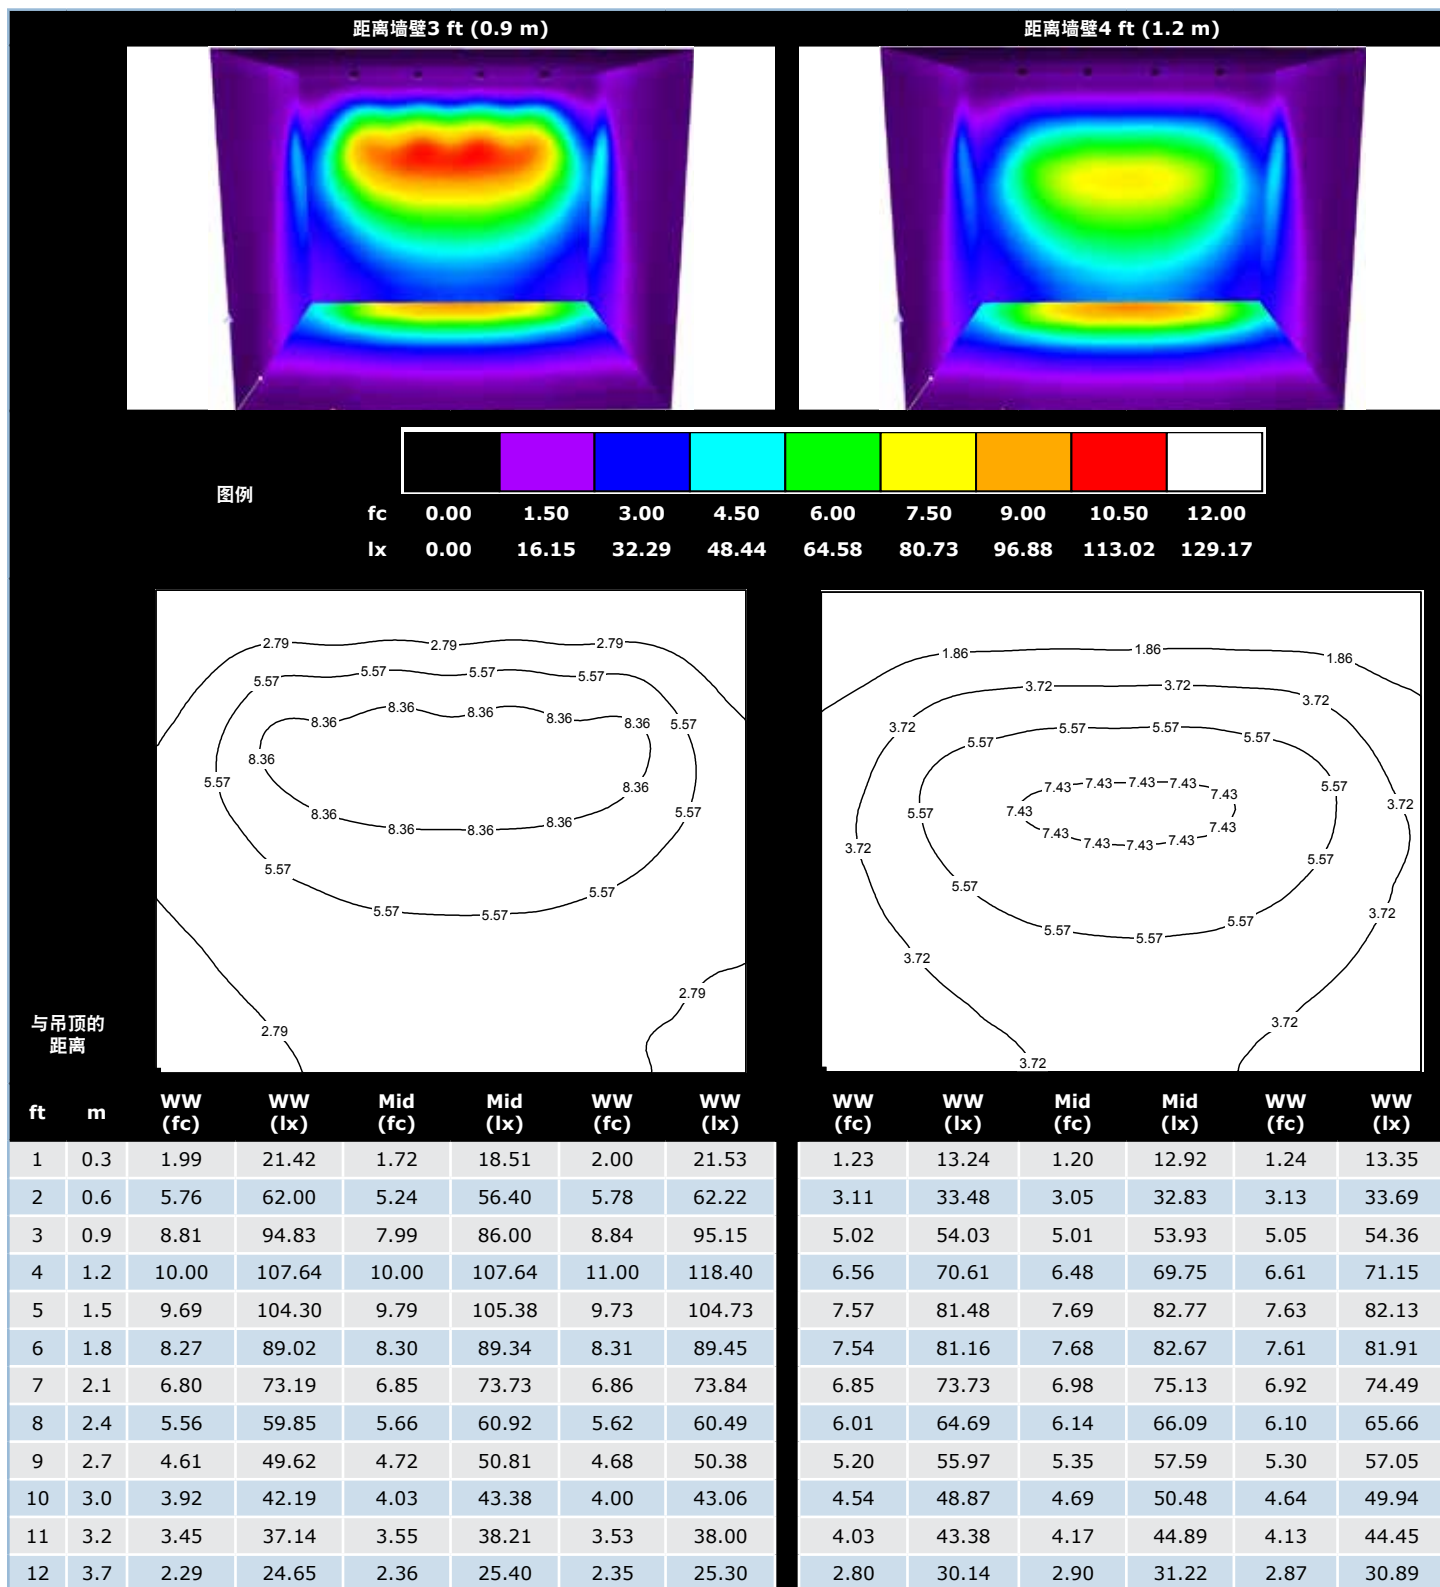 距离墙壁3 ft (0.9 m)
距离墙壁4 ft (1.2 m)
图例
fc 0.00 1.50 3.00 4.50 6.00 7.50 9.00 10.50 12.00
lx 0.00 16.15 32.29 48.44 64.58 80.73 96.88 113.02 129.17
2.79 2.79 2.79
5.57 5.57 5.57 5.57
8.36 8.36 8.36 8.36 8.36 5.57
8.36
5.57 8.36
8.36 8.36 8.36 8.36 5.57
5.57 5.57
5.57 5.57
2.79
2.79
1.86 1.86 1.86
3.72 3.72 3.72
3.72 5.57 5.57 5.57 5.57
7.43 7.43 7.43 7.43 7.43 5.57
5.57 7.43 3.72
7.43 7.43 7.43 7.43 7.43
3.72 5.57
5.57 3.72
5.57 5.57 5.57
3.72
3.72
3.72
与吊顶的
距离
ft m WW (fc) WW (lx) Mid (fc) Mid (lx) WW (fc) WW (lx) WW (fc) WW (lx) Mid (fc) Mid (lx) WW (fc) WW (lx)
1 0.3 1.99 21.42 1.72 18.51 2.00 21.53 1.23 13.24 1.20 12.92 1.24 13.35
2 0.6 5.76 62.00 5.24 56.40 5.78 62.22 3.11 33.48 3.05 32.83 3.13 33.69
3 0.9 8.81 94.83 7.99 86.00 8.84 95.15 5.02 54.03 5.01 53.93 5.05 54.36
4 1.2 10.00 107.64 10.00 107.64 11.00 118.40 6.56 70.61 6.48 69.75 6.61 71.15
5 1.5 9.69 104.30 9.79 105.38 9.73 104.73 7.57 81.48 7.69 82.77 7.63 82.13
6 1.8 8.27 89.02 8.30 89.34 8.31 89.45 7.54 81.16 7.68 82.67 7.61 81.91
7 2.1 6.80 73.19 6.85 73.73 6.86 73.84 6.85 73.73 6.98 75.13 6.92 74.49
8 2.4 5.56 59.85 5.66 60.92 5.62 60.49 6.01 64.69 6.14 66.09 6.10 65.66
9 2.7 4.61 49.62 4.72 50.81 4.68 50.38 5.20 55.97 5.35 57.59 5.30 57.05
10 3.0 3.92 42.19 4.03 43.38 4.00 43.06 4.54 48.87 4.69 50.48 4.64 49.94
11 3.2 3.45 37.14 3.55 38.21 3.53 38.00 4.03 43.38 4.17 44.89 4.13 44.45
12 3.7 2.29 24.65 2.36 25.40 2.35 25.30 2.80 30.14 2.90 31.22 2.87 30.89